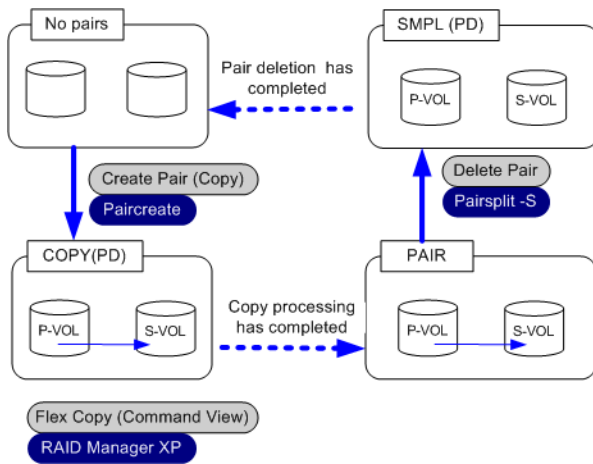 No pairs
SMPL (PD)
Pair deletion has
completed
P-VOL
S-VOL
Create Pair (Copy)
Paircreate
Delete Pair
Pairsplit -S
COPY(PD)
PAIR
P-VOL
S-VOL
Copy processing
has completed
P-VOL
S-VOL
Flex Copy (Command View)
RAID Manager XP